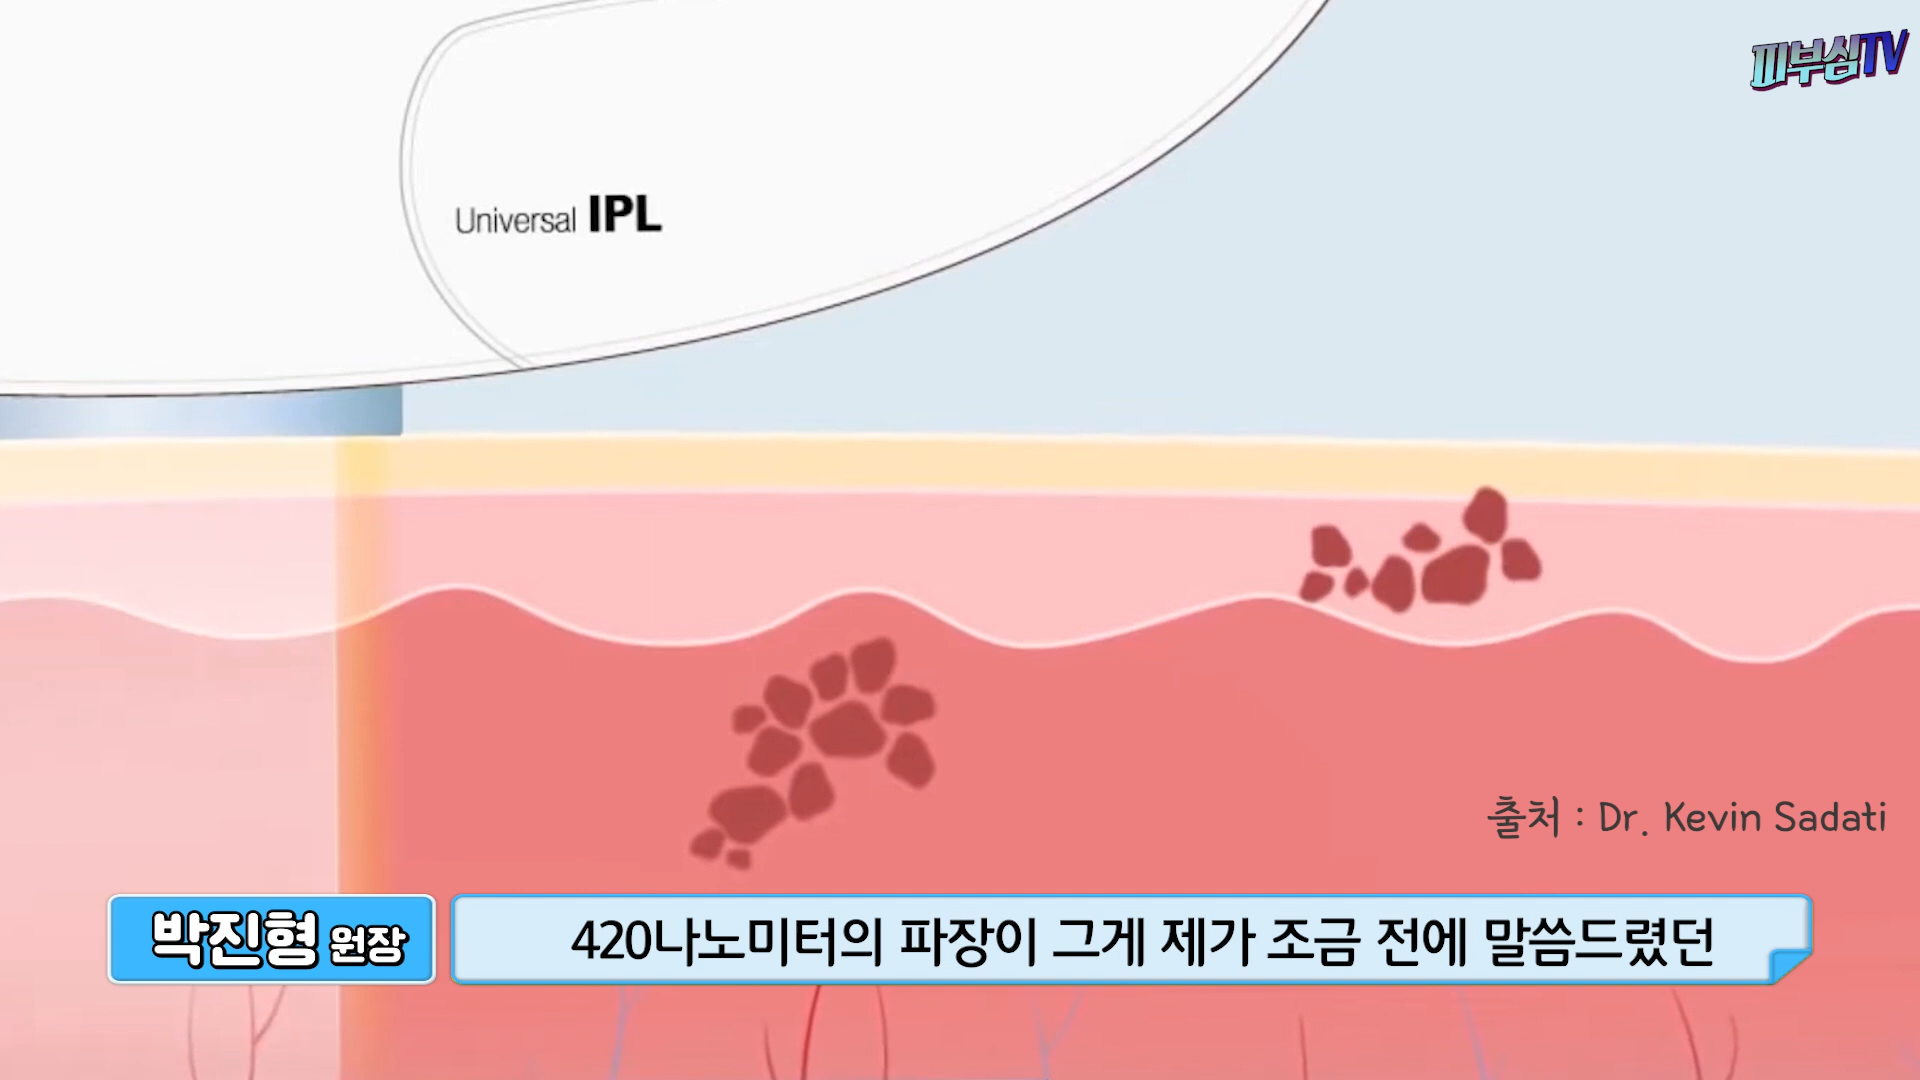 피부심TV
Universal IPL
출처 : Dr. Kevin Sadati
박진형 원장
420나노미터의 파장이 그게 제가 조금 전에 말씀드렸던